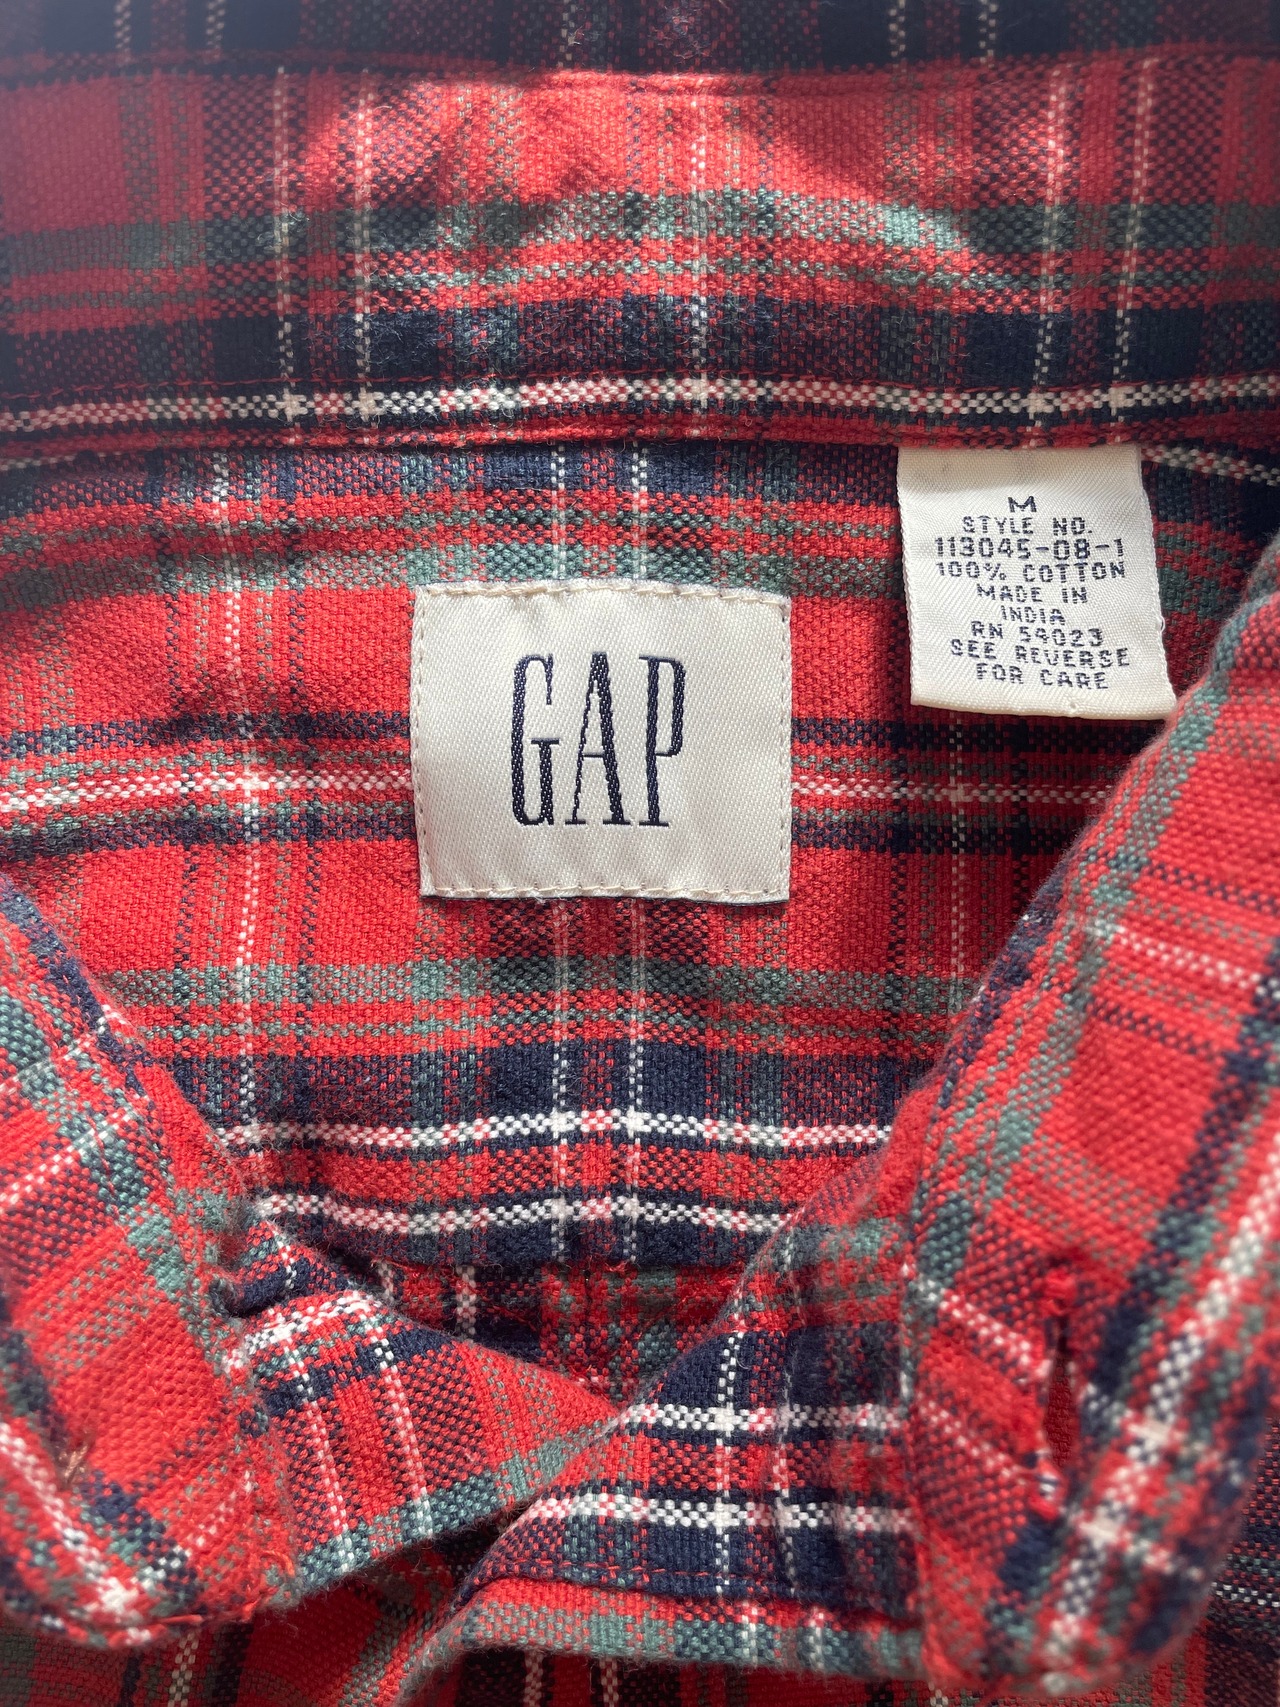 GAP
M
STYLE NO.
113045-08-1
100% COTTON
MADE IN
INDIA
RN 54023
SEE REVERSE
FOR CARE